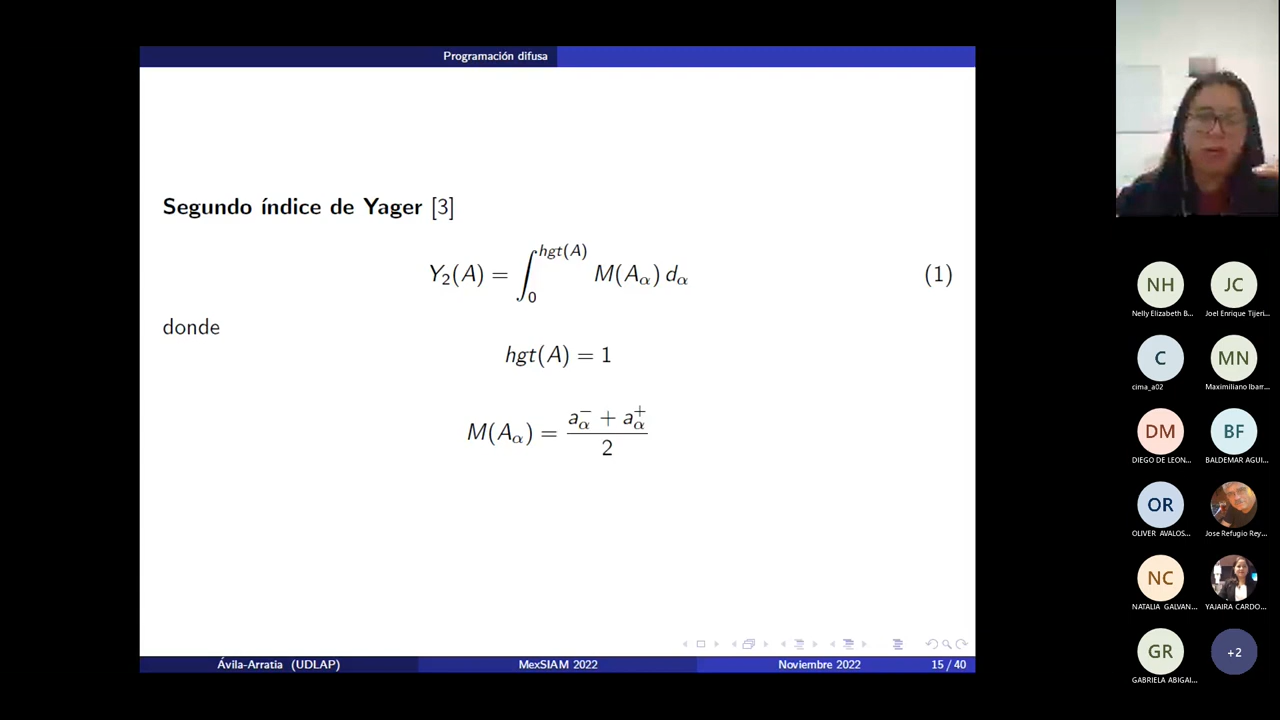 Programación difusa
Segundo índice de Yager [3]
Y₂(A) = ∫₀^{hgt(A)} M(A_α) d_α (1)
donde
hgt(A) = 1
M(A_α) = (a_α^- + a_α^+)/2
Ávila-Arratia (UDLAP) MexSIAM 2022 Noviembre 2022 15 / 40
NH JC
Nelly Elizabeth B... Joel Enrique Tijeri...
C MN
cima_a02 Maximiliano Ibarr...
DM BF
DIEGO DE LEON... BALDEMAR AGUI...
OR
OLIVER AVALOS... Jose Refugio Rey...
NC
NATALIA GALVAN... YAJAIRA CARDO...
GR +2
GABRIELA ABIGAI...